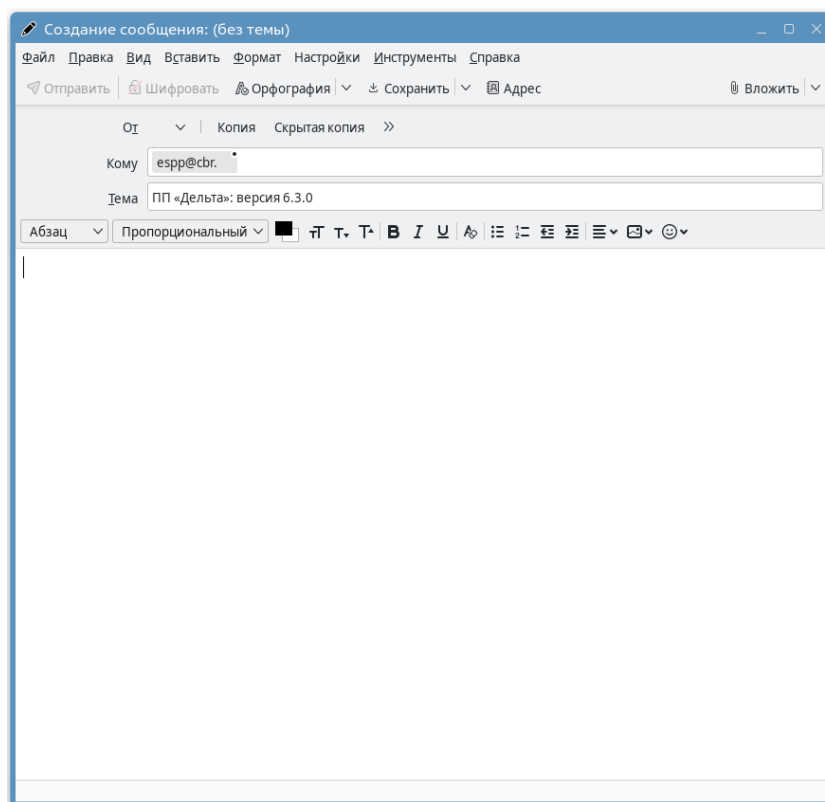 Создание сообщения: (без темы)
Файл Правка Вид Вставить Формат Настройки Инструменты Справка
Отправить Шифровать Орфография Сохранить Адрес Вложить
От Копия Скрытая копия
Кому espp@cbr.
Тема ПП «Дельта»: версия 6.3.0
Абзац Пропорциональный